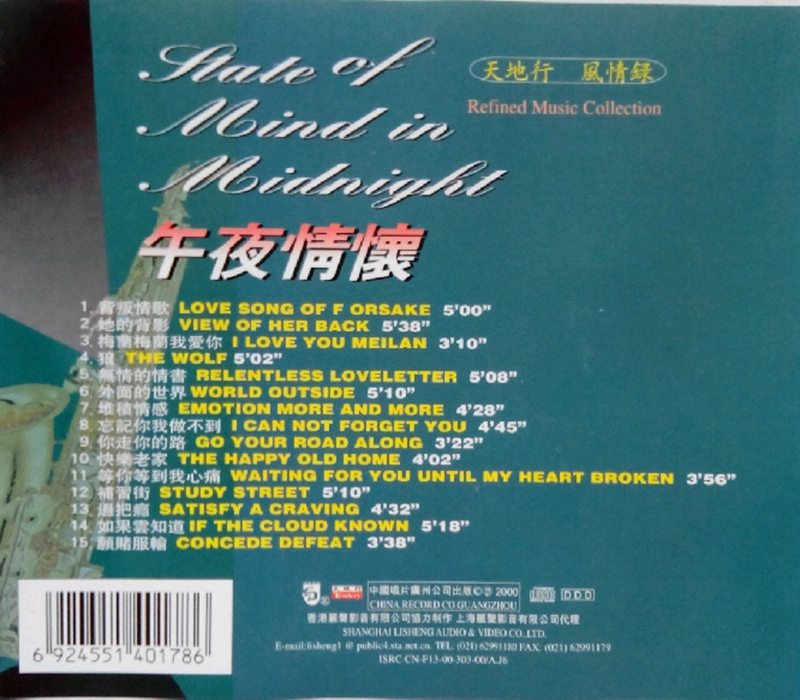 State of
Mind in
Midnight
天地行 風情録
Refined Music Collection
午夜情懷
1. 背叛情歌 LOVE SONG OF F ORSAKE 5'00"
2. 她的背影 VIEW OF HER BACK 5'38"
3. 梅蘭梅蘭我愛你 I LOVE YOU MEILAN 3'10"
4. 狼 THE WOLF 5'02"
5. 無情的情書 RELENTLESS LOVELETTER 5'08"
6. 外面的世界 WORLD OUTSIDE 5'10"
7. 堆積情感 EMOTION MORE AND MORE 4'28"
8. 忘記你我做不到 I CAN NOT FORGET YOU 4'45"
9. 你走你的路 GO YOUR ROAD ALONG 3'22"
10. 快樂老家 THE HAPPY OLD HOME 4'02"
11. 等你等到我心痛 WAITING FOR YOU UNTIL MY HEART BROKEN 3'56"
12. 補習街 STUDY STREET 5'10"
13. 過把癮 SATISFY A CRAVING 4'32"
14. 如果雲知道 IF THE CLOUD KNOWN 5'18"
15. 願賭服輸 CONCEDE DEFEAT 3'38"
中國唱片廣州公司出版©℗ 2000
CHINA RECORD CO.GUANGZHOU
DDD
香港麗聲影音有限公司協力制作 上海麗聲影音有限公司代理
SHANGHAI LISHENG AUDIO & VIDEO CO.,LTD.
E-mail:lisheng1 @ public4.sta.net.cn. TEL: (021) 62991180 FAX: (021) 62991179
ISRC CN-F13-00-303-00/A.J6
6 924551 401786